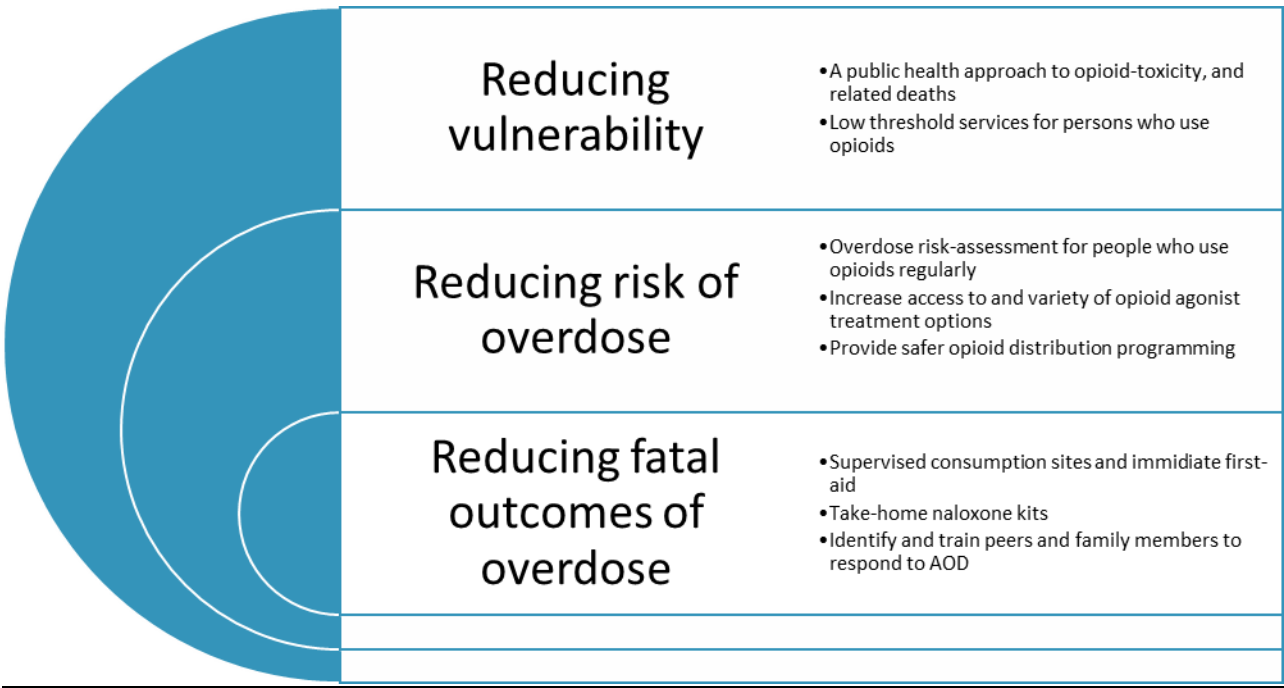 Reducing
vulnerability
•A public health approach to opioid-toxicity, and
related deaths
•Low threshold services for persons who use
opioids
Reducing risk of
overdose
•Overdose risk-assessment for people who use
opioids regularly
•Increase access to and variety of opioid agonist
treatment options
•Provide safer opioid distribution programming
Reducing fatal
outcomes of
overdose
•Supervised consumption sites and immidiate first-
aid
•Take-home naloxone kits
•Identify and train peers and family members to
respond to AOD